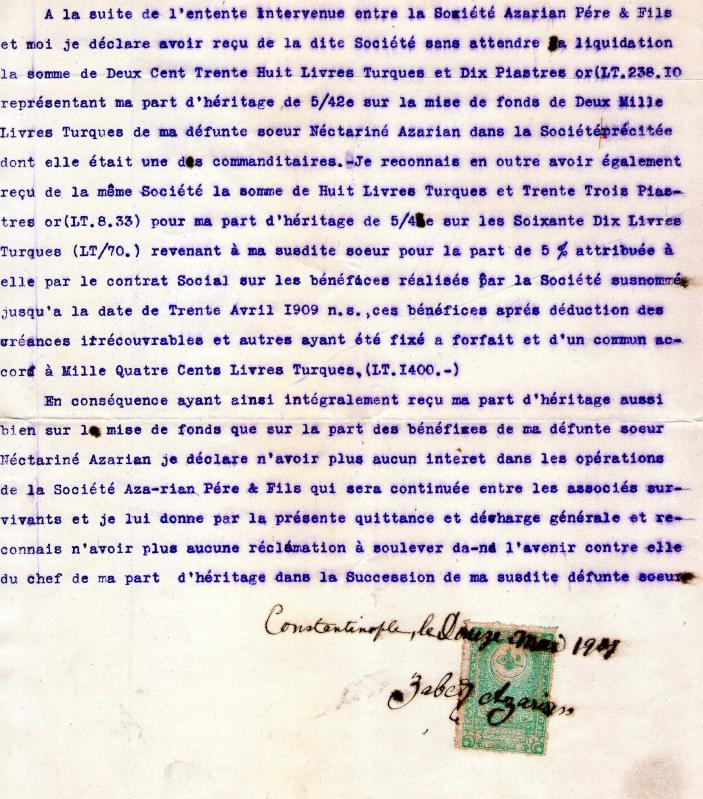 A la suite de l'entente intervenue entre la Société Azarian Pére & Fils
et moi je déclare avoir reçu de la dite Société sans attendre sa liquidation
la somme de Deux Cent Trente Huit Livres Turques et Dix Piastres or(LT.238.IO
représentant ma part d'héritage de 5/42e sur la mise de fonds de Deux Mille
Livres Turques de ma défunte soeur Néctariné Azarian dans la Société précitée
dont elle était une des commanditaires.-Je reconnais en outre avoir également
reçu de la même Société la somme de Huit Livres Turques et Trente Trois Pias-
tres or(LT.8.33) pour ma part d'héritage de 5/42e sur les Soixante Dix Livres
Turques (LT/70.) revenant à ma susdite soeur pour la part de 5 % attribuée à
elle par le contrat Social sur les bénéfices réalisés par la Société susnommée
jusqu'a la date de Trente Avril I909 n.s.,ces bénéfices aprés déduction des
créances irrécouvrables et autres ayant été fixé a forfait et d'un commun ac-
cord à Mille Quatre Cents Livres Turques,(LT.I400.-)
En conséquence ayant ainsi intégralement reçu ma part d'héritage aussi
bien sur la mise de fonds que sur la part des bénéfices de ma défunte soeur
Néctariné Azarian je déclare n'avoir plus aucun interet dans les opérations
de la Société Aza-rian Pére & Fils qui sera continuée entre les associés sur-
vivants et je lui donne par la présente quittance et décharge générale et re-
connais n'avoir plus aucune réclamation à soulever da-ns l'avenir contre elle
du chef de ma part d'héritage dans la Succession de ma susdite défunte soeur
Constantinople, le Douze Mai
Azarian